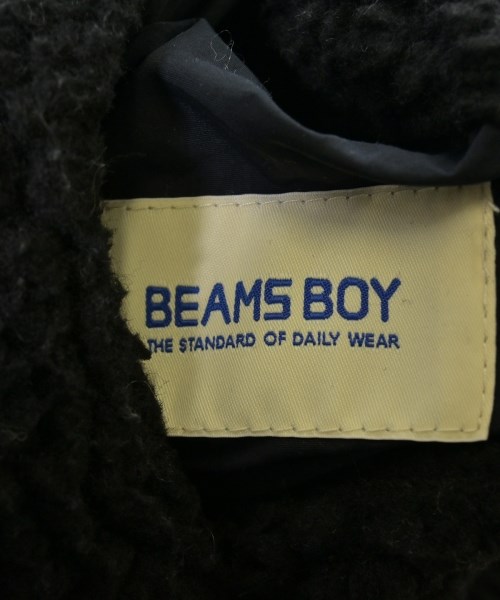 BEAMS BOY
THE STANDARD OF DAILY WEAR